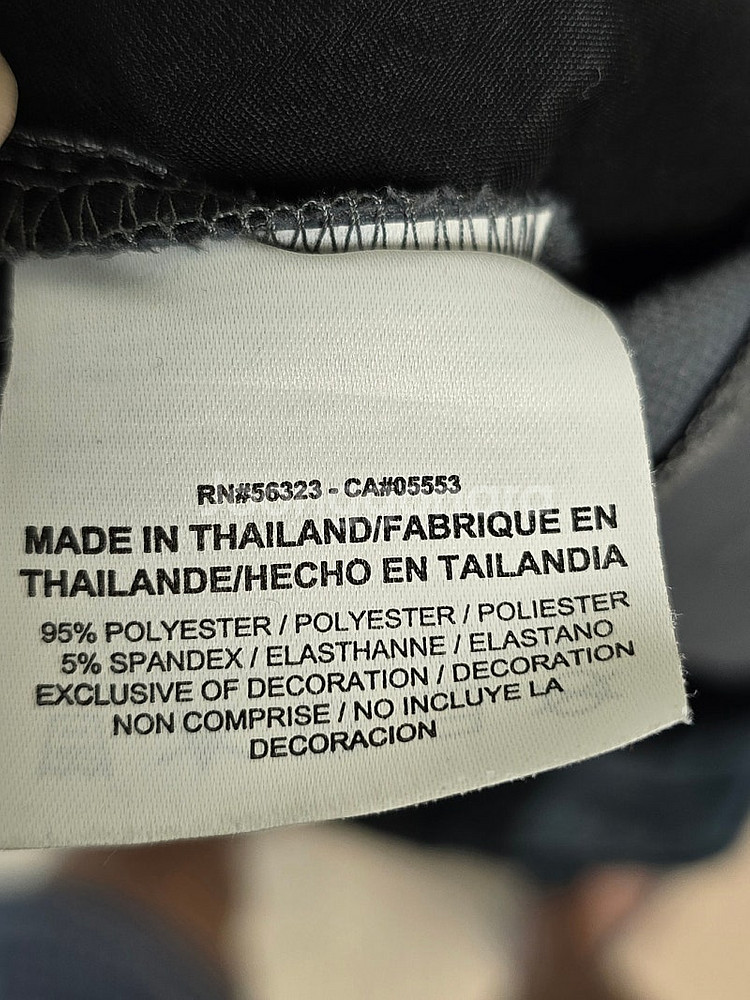 RN#56323 - CA#05553
MADE IN THAILAND/FABRIQUE EN
THAILANDE/HECHO EN TAILANDIA
95% POLYESTER / POLYESTER / POLIESTER
5% SPANDEX / ELASTHANNE / ELASTANO
EXCLUSIVE OF DECORATION / DECORATION
NON COMPRISE / NO INCLUYE LA
DECORACION